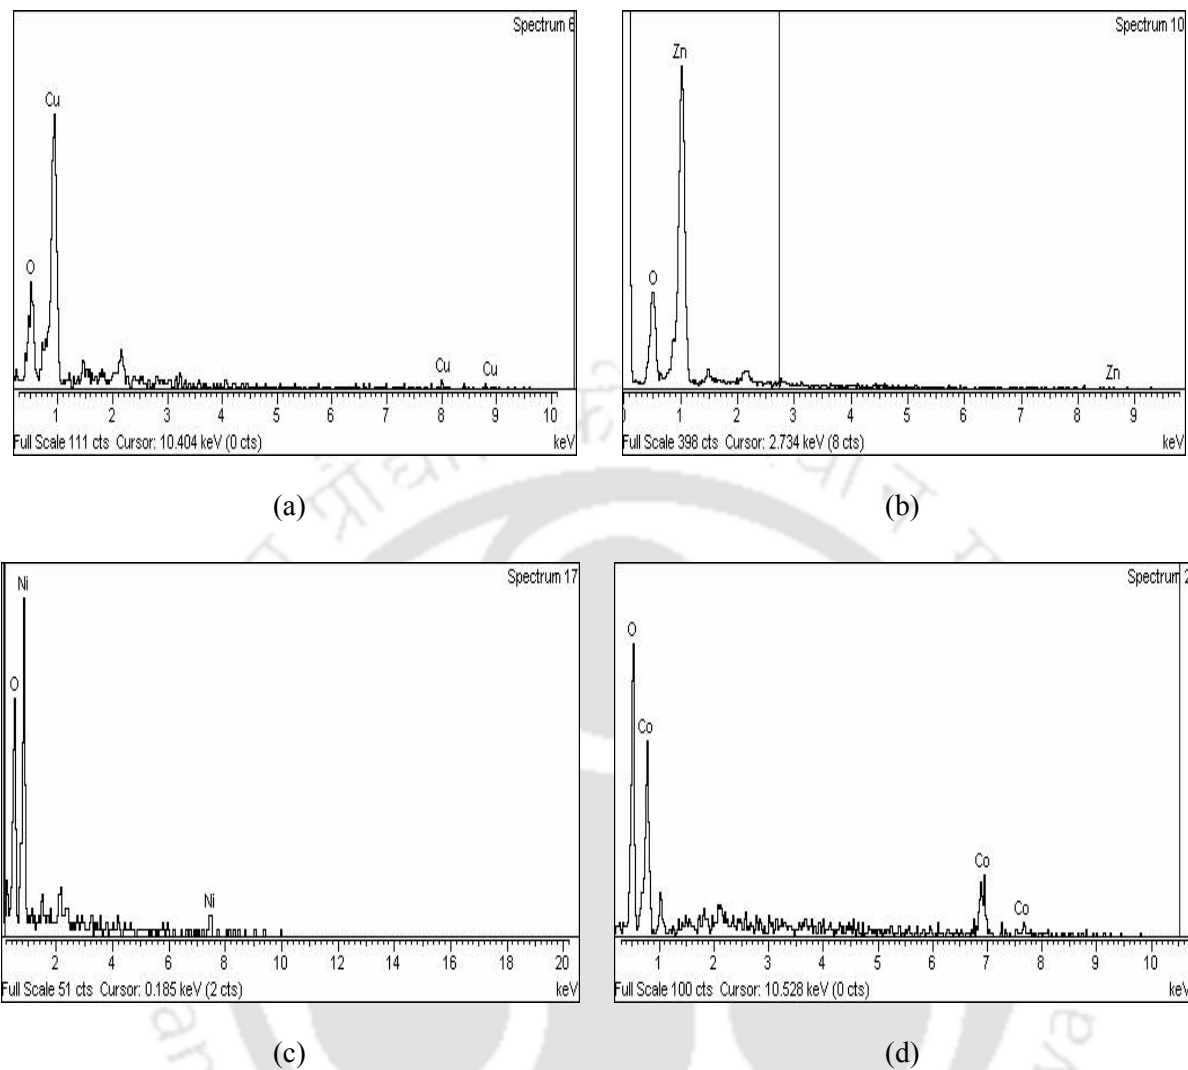 Spectrum 6
Cu
O
Cu
Cu
1 2 3 4 5 6 7 8 9 10
Full Scale 111 cts Cursor: 10.404 keV (0 cts) keV
(a)
Spectrum 10
Zn
O
Zn
0 1 2 3 4 5 6 7 8 9
Full Scale 398 cts Cursor: 2.734 keV (8 cts) keV
(b)
Spectrum 17
Ni
O
Ni
2 4 6 8 10 12 14 16 18 20
Full Scale 51 cts Cursor: 0.185 keV (2 cts) keV
(c)
Spectrum 2
O
Co
Co
Co
1 2 3 4 5 6 7 8 9 10
Full Scale 100 cts Cursor: 10.528 keV (0 cts) keV
(d)